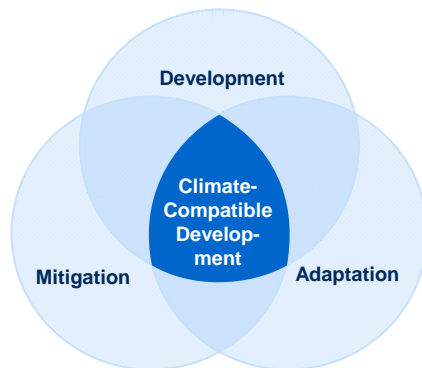 Development
Climate-
Compatible
Develop-
ment
Mitigation
Adaptation